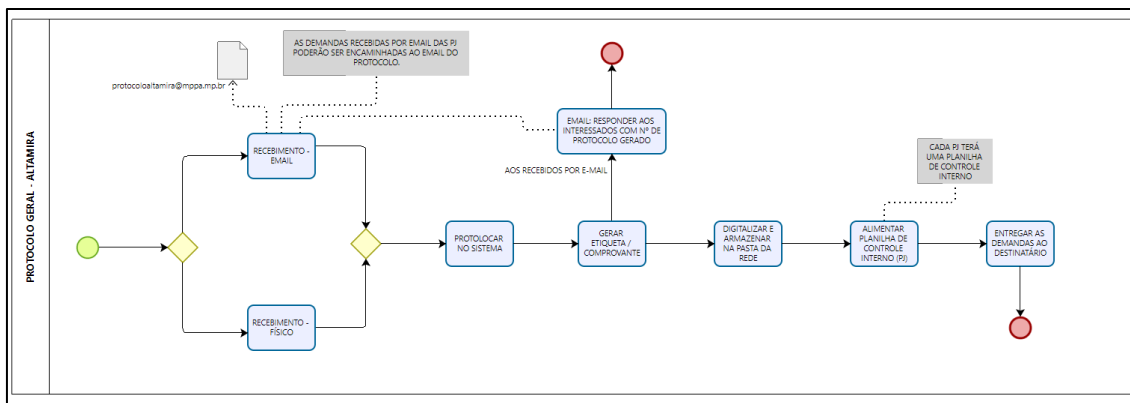 PROTOCOLO GERAL - ALTAMIRA
protocoloaltamira@mppa.mp.br
AS DEMANDAS RECEBIDAS POR EMAIL DAS PJ
PODERÃO SER ENCAMINHADAS AO EMAIL DO
PROTOCOLO.
RECEBIMENTO -
EMAIL
RECEBIMENTO -
FÍSICO
PROTOLOCAR
NO SISTEMA
GERAR
ETIQUETA /
COMPROVANTE
AOS RECEBIDOS POR E-MAIL
EMAIL: RESPONDER AOS
INTERESSADOS COM Nº DE
PROTOCOLO GERADO
DIGITALIZAR E
ARMAZENAR
NA PASTA DA
REDE
CADA PJ TERÁ
UMA PLANILHA
DE CONTROLE
INTERNO
ALIMENTAR
PLANILHA DE
CONTROLE
INTERNO (PJ)
ENTREGAR AS
DEMANDAS AO
DESTINATÁRIO